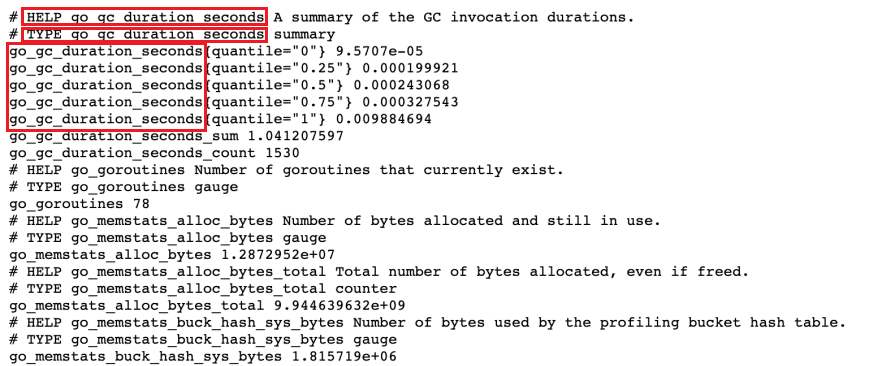 # HELP go_gc_duration_seconds A summary of the GC invocation durations.
# TYPE go_gc_duration_seconds summary
go_gc_duration_seconds{quantile="0"} 9.5707e-05
go_gc_duration_seconds{quantile="0.25"} 0.000199921
go_gc_duration_seconds{quantile="0.5"} 0.000243068
go_gc_duration_seconds{quantile="0.75"} 0.000327543
go_gc_duration_seconds{quantile="1"} 0.009884694
go_gc_duration_seconds_sum 1.041207597
go_gc_duration_seconds_count 1530
# HELP go_goroutines Number of goroutines that currently exist.
# TYPE go_goroutines gauge
go_goroutines 78
# HELP go_memstats_alloc_bytes Number of bytes allocated and still in use.
# TYPE go_memstats_alloc_bytes gauge
go_memstats_alloc_bytes 1.2872952e+07
# HELP go_memstats_alloc_bytes_total Total number of bytes allocated, even if freed.
# TYPE go_memstats_alloc_bytes_total counter
go_memstats_alloc_bytes_total 9.944639632e+09
# HELP go_memstats_buck_hash_sys_bytes Number of bytes used by the profiling bucket hash table.
# TYPE go_memstats_buck_hash_sys_bytes gauge
go_memstats_buck_hash_sys_bytes 1.815719e+06